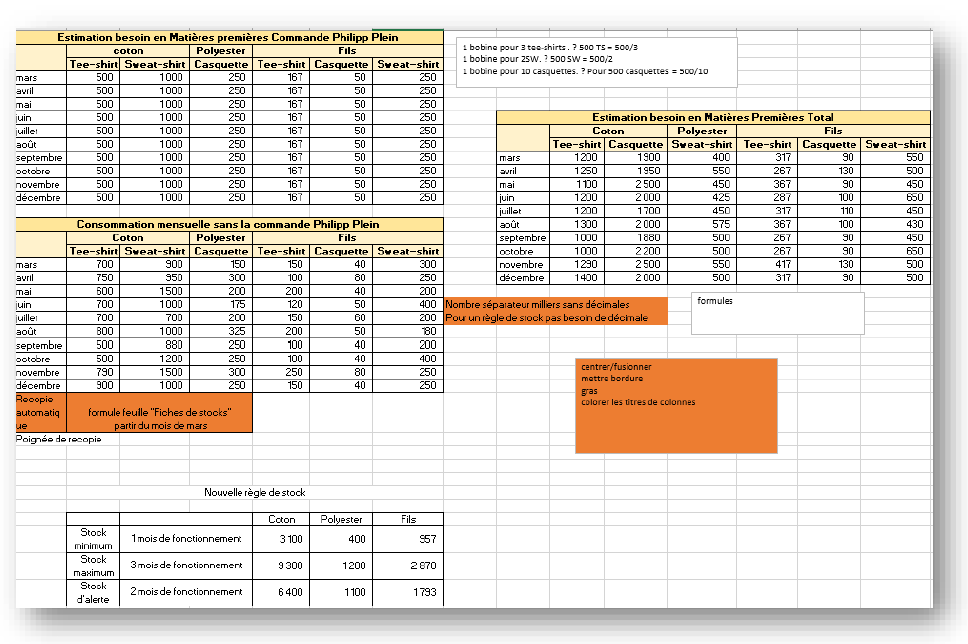 Estimation besoin en Matières premières Commande Philipp Plein
coton Polyester Fils
Tee-shirt Sweat-shirt Casquette Tee-shirt Casquette Sweat-shirt
mars 500 1000 250 167 50 250
avril 500 1000 250 167 50 250
mai 500 1000 250 167 50 250
juin 500 1000 250 167 50 250
juillet 500 1000 250 167 50 250
août 500 1000 250 167 50 250
septembre 500 1000 250 167 50 250
octobre 500 1000 250 167 50 250
novembre 500 1000 250 167 50 250
décembre 500 1000 250 167 50 250
1 bobine pour 3 tee-shirts . ? 500 TS = 500/3
1 bobine pour 2SW. ? 500 SW = 500/2
1 bobine pour 10 casquettes. ? Pour 500 casquettes = 500/10
Estimation besoin en Matières Premières Total
Coton Polyester Fils
Tee-shirt Casquette Sweat-shirt Tee-shirt Casquette Sweat-shirt
mars 1200 1900 400 317 90 550
avril 1250 1950 550 267 130 500
mai 1100 2 500 450 367 90 450
juin 1200 2 000 425 287 100 650
juillet 1200 1700 450 317 110 450
août 1300 2 000 575 367 100 430
septembre 1000 1880 500 267 90 450
octobre 1000 2 200 500 267 90 650
novembre 1290 2 500 550 417 130 500
décembre 1400 2 000 500 317 90 500
Consommation mensuelle sans la commande Philipp Plein
Coton Polyester Fils
Tee-shirt Sweat-shirt Casquette Tee-shirt Casquette Sweat-shirt
mars 700 900 150 150 40 300
avril 750 950 300 100 80 250
mai 600 1500 200 200 40 200
juin 700 1000 175 120 50 400
juillet 700 700 200 150 60 200
août 800 1000 325 200 50 180
septembre 500 880 250 100 40 200
octobre 500 1200 250 100 40 400
novembre 790 1500 300 250 80 250
décembre 900 1000 250 150 40 250
Nombre séparateur milliers sans décimales
Pour un règle de stock pas besoin de décimale
formules
centrer/fusionner
mettre bordure
gras
colorer les titres de colonnes
Recopie
automatiq
ue
formule feuille "Fiches de stocks"
partir du mois de mars
Poignée de recopie
Nouvelle règle de stock
Coton Polyester Fils
Stock
minimum 1 mois de fonctionnement 3 100 400 957
Stock
maximum 3 mois de fonctionnement 9 300 1200 2 870
Stock
d'alerte 2 mois de fonctionnement 6 400 1100 1793